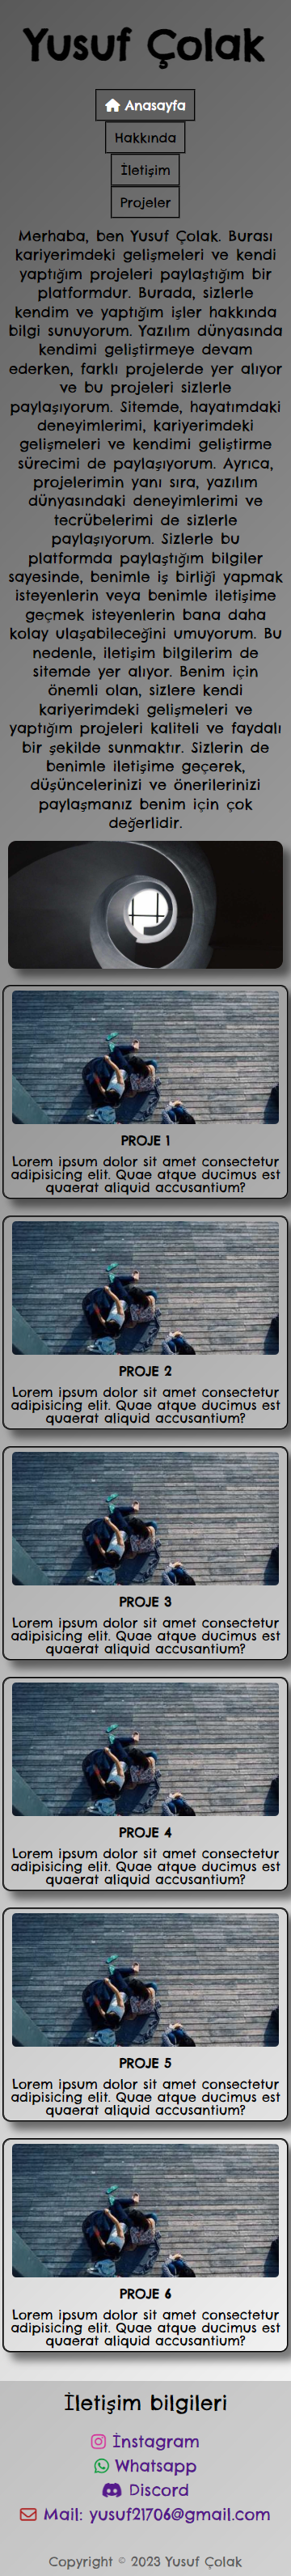 Yusuf Çolak
Anasayfa
Hakkında
İletişim
Projeler
Merhaba, ben Yusuf Çolak. Burası
kariyerimdeki gelişmeleri ve kendi
yaptığım projeleri paylaştığım bir
platformdur. Burada, sizlerle
kendim ve yaptığım işler hakkında
bilgi sunuyorum. Yazılım dünyasında
kendimi geliştirmeye devam
ederken, farklı projelerde yer alıyor
ve bu projeleri sizlerle
paylaşıyorum. Sitemde, hayatımdaki
deneyimlerimi, kariyerimdeki
gelişmeleri ve kendimi geliştirme
sürecimi de paylaşıyorum. Ayrıca,
projelerimin yanı sıra, yazılım
dünyasındaki deneyimlerimi ve
tecrübelerimi de sizlerle
paylaşıyorum. Sizlerle bu
platformda paylaştığım bilgiler
sayesinde, benimle iş birliği yapmak
isteyenlerin veya benimle iletişime
geçmek isteyenlerin bana daha
kolay ulaşabileceğini umuyorum. Bu
nedenle, iletişim bilgilerim de
sitemde yer alıyor. Benim için
önemli olan, sizlere kendi
kariyerimdeki gelişmeleri ve
yaptığım projeleri kaliteli ve faydalı
bir şekilde sunmaktır. Sizlerin de
benimle iletişime geçerek,
düşüncelerinizi ve önerilerinizi
paylaşmanız benim için çok
değerlidir.
PROJE 1
Lorem ipsum dolor sit amet consectetur
adipisicing elit. Quae atque ducimus est
quaerat aliquid accusantium?
PROJE 2
Lorem ipsum dolor sit amet consectetur
adipisicing elit. Quae atque ducimus est
quaerat aliquid accusantium?
PROJE 3
Lorem ipsum dolor sit amet consectetur
adipisicing elit. Quae atque ducimus est
quaerat aliquid accusantium?
PROJE 4
Lorem ipsum dolor sit amet consectetur
adipisicing elit. Quae atque ducimus est
quaerat aliquid accusantium?
PROJE 5
Lorem ipsum dolor sit amet consectetur
adipisicing elit. Quae atque ducimus est
quaerat aliquid accusantium?
PROJE 6
Lorem ipsum dolor sit amet consectetur
adipisicing elit. Quae atque ducimus est
quaerat aliquid accusantium?
İletişim bilgileri
İnstagram
Whatsapp
Discord
Mail: yusuf21706@gmail.com
Copyright © 2023 Yusuf Çolak